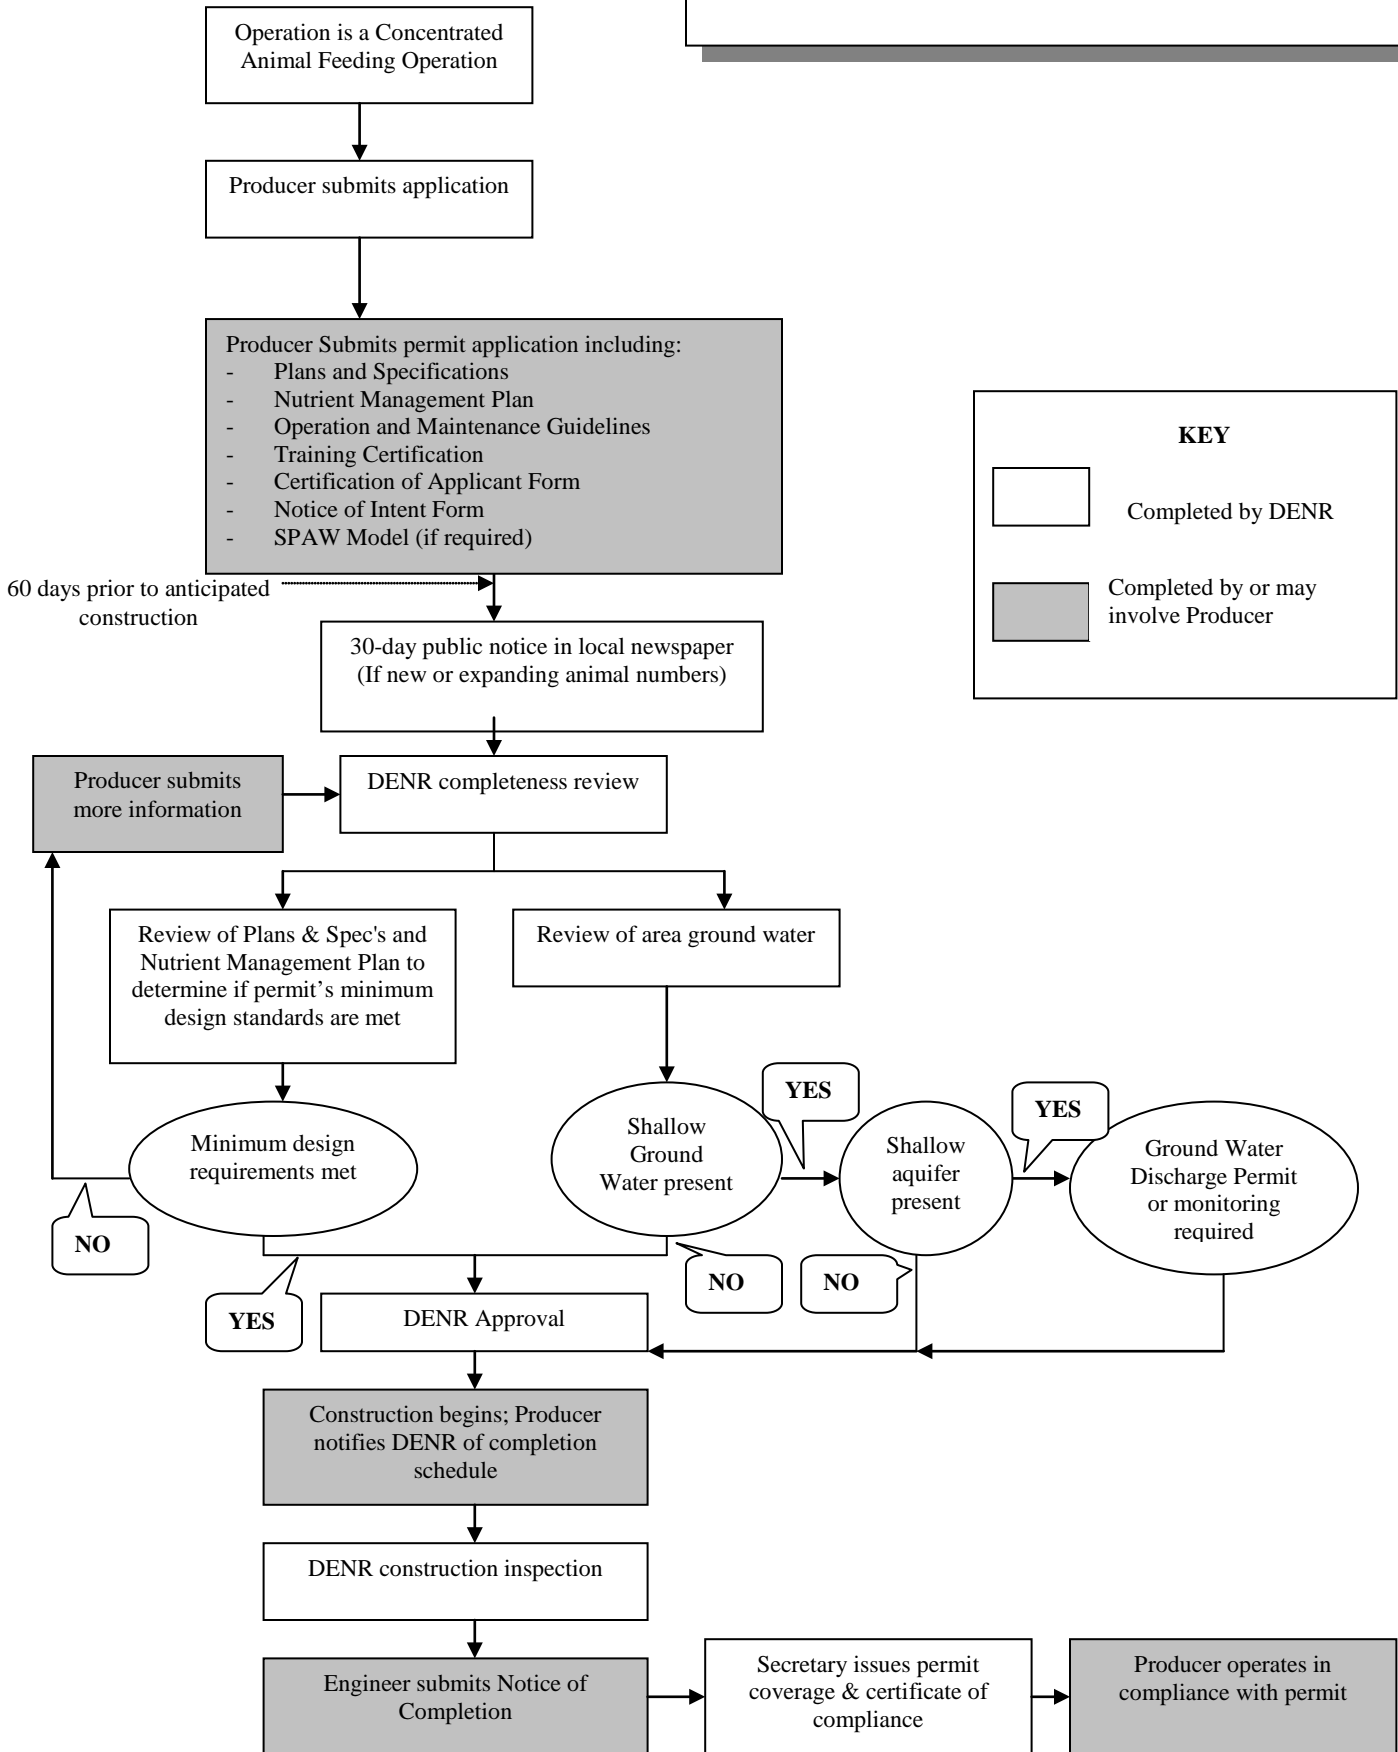 Operation is a Concentrated
Animal Feeding Operation
Producer submits application
Producer Submits permit application including:
- Plans and Specifications
- Nutrient Management Plan
- Operation and Maintenance Guidelines
- Training Certification
- Certification of Applicant Form
- Notice of Intent Form
- SPAW Model (if required)
KEY
Completed by DENR
Completed by or may
involve Producer
60 days prior to anticipated
construction
30-day public notice in local newspaper
(If new or expanding animal numbers)
Producer submits
more information
DENR completeness review
Review of Plans & Spec's and
Nutrient Management Plan to
determine if permit’s minimum
design standards are met
Review of area ground water
YES
YES
Minimum design
requirements met
Shallow
Ground
Water present
Shallow
aquifer
present
Ground Water
Discharge Permit
or monitoring
required
NO
YES
NO
NO
DENR Approval
Construction begins; Producer
notifies DENR of completion
schedule
DENR construction inspection
Engineer submits Notice of
Completion
Secretary issues permit
coverage & certificate of
compliance
Producer operates in
compliance with permit